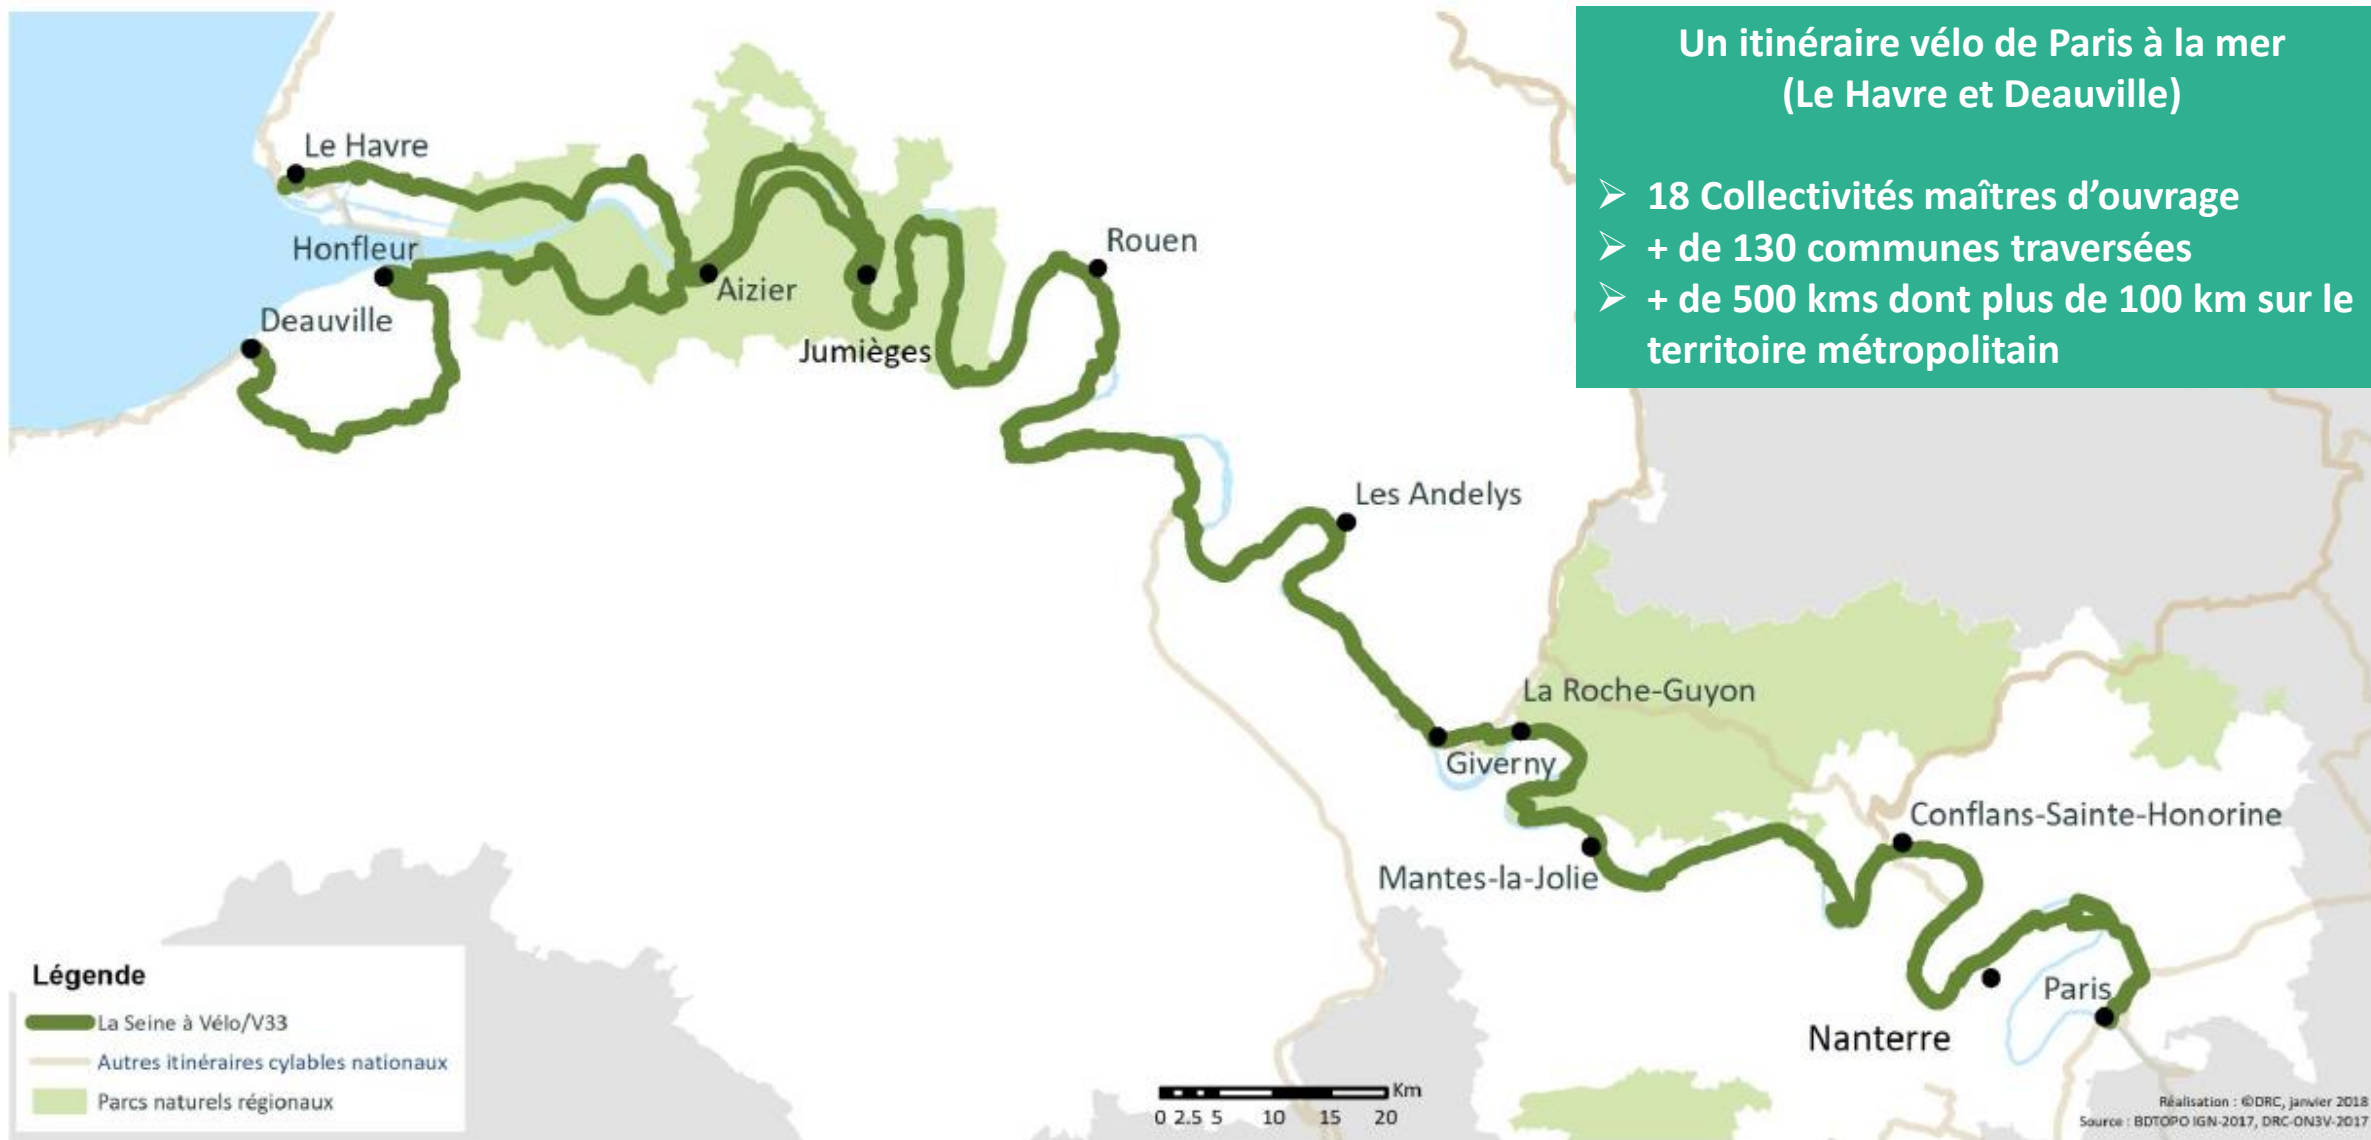 Un itinéraire vélo de Paris à la mer
(Le Havre et Deauville)
➢ 18 Collectivités maîtres d’ouvrage
➢ + de 130 communes traversées
➢ + de 500 kms dont plus de 100 km sur le
territoire métropolitain
Le Havre
Honfleur
Deauville
Aizier
Jumièges
Rouen
Les Andelys
La Roche-Guyon
Giverny
Mantes-la-Jolie
Conflans-Sainte-Honorine
Paris
Nanterre
Légende
La Seine à Vélo/V33
Autres itinéraires cylables nationaux
Parcs naturels régionaux
Km
0 2.5 5 10 15 20
Réalisation : ©DRC, janvier 2018
Source : BDTOPO IGN-2017, DRC-ON3V-2017